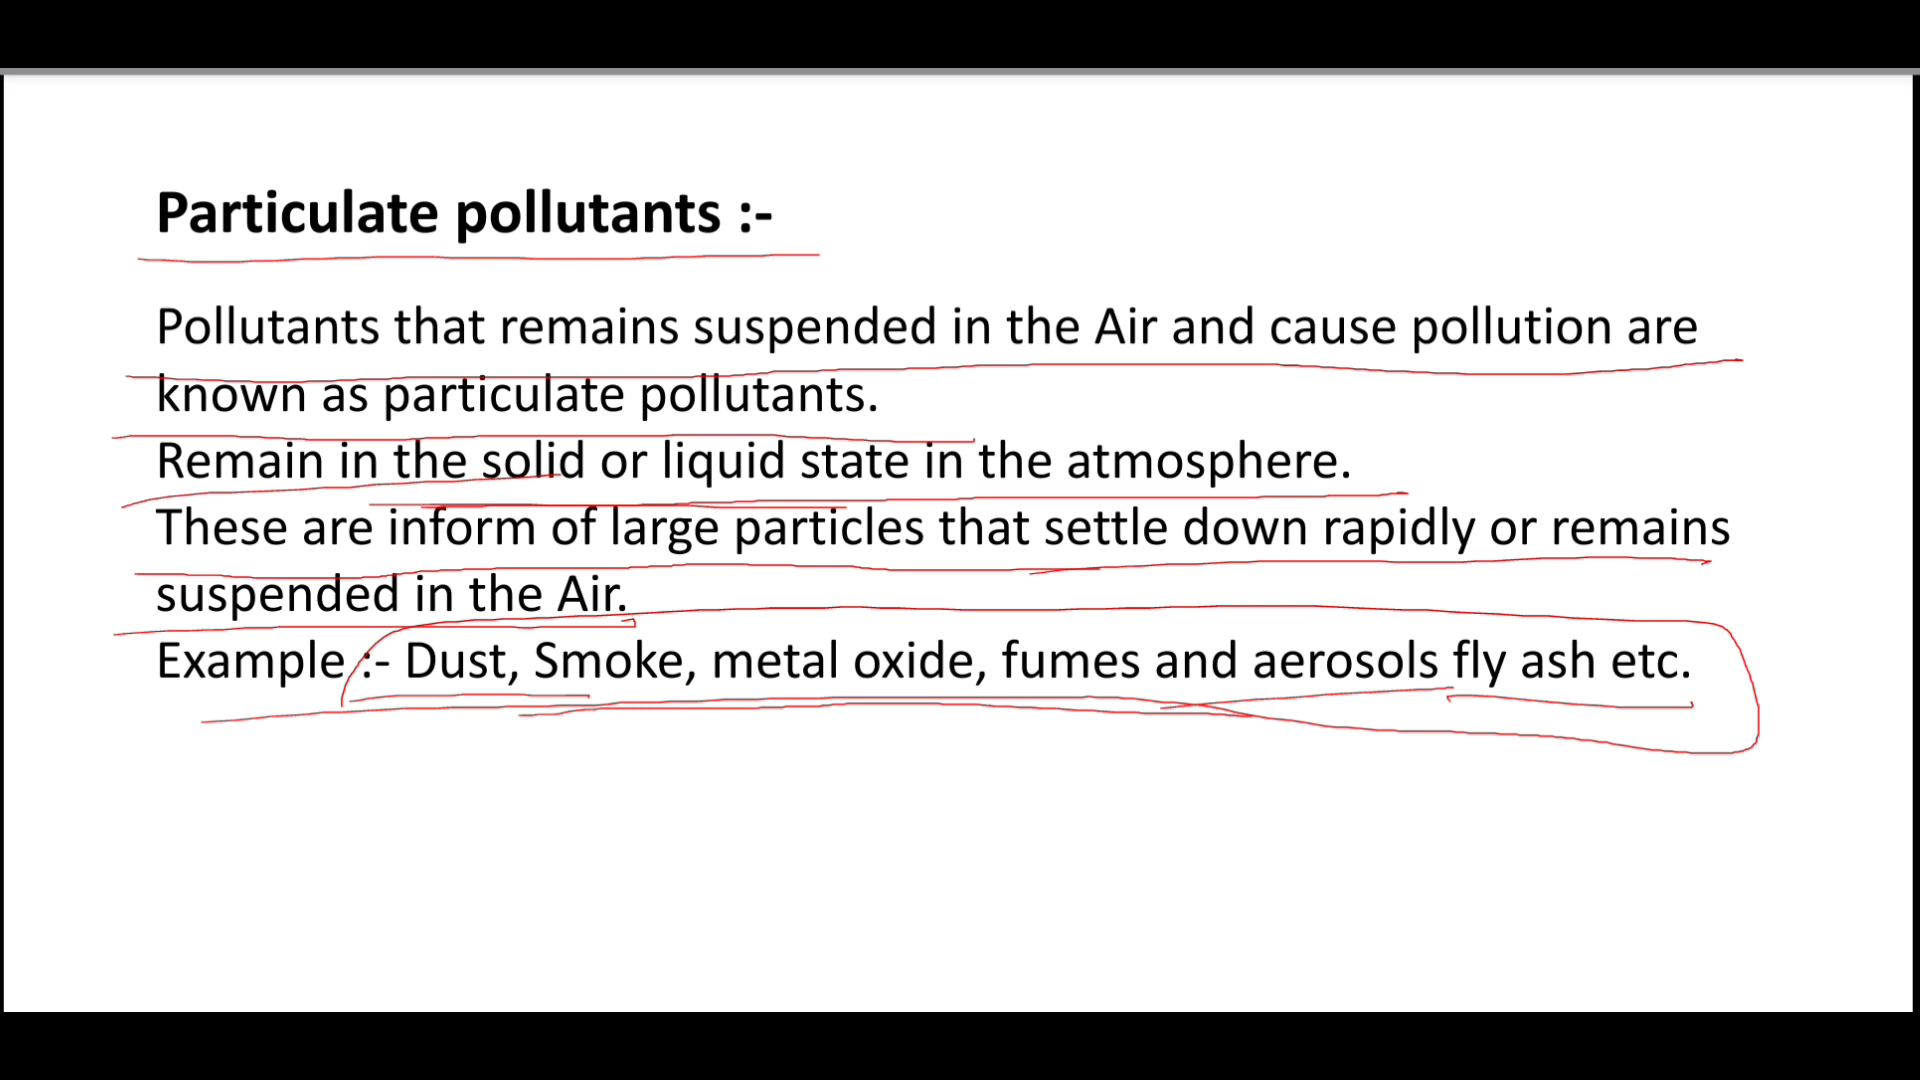 Particulate pollutants :-
Pollutants that remains suspended in the Air and cause pollution are
known as particulate pollutants.
Remain in the solid or liquid state in the atmosphere.
These are inform of large particles that settle down rapidly or remains
suspended in the Air.
Example :- Dust, Smoke, metal oxide, fumes and aerosols fly ash etc.